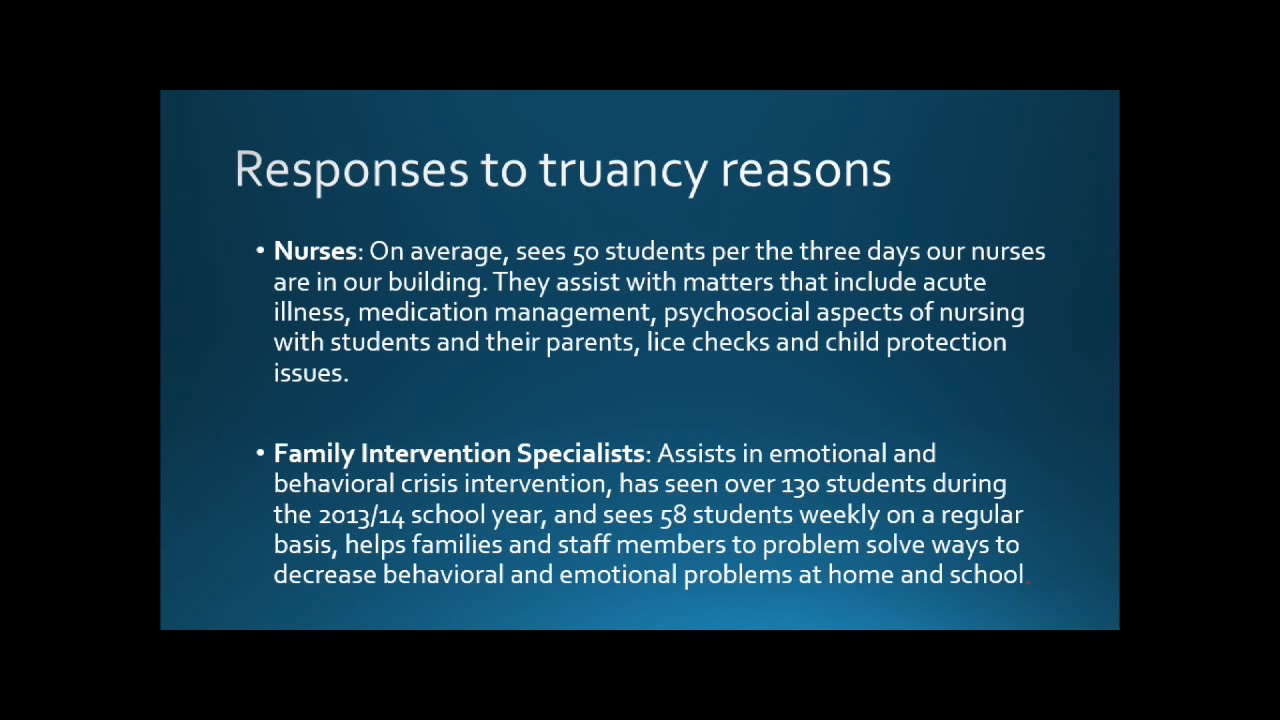 Responses to truancy reasons
• Nurses: On average, sees 50 students per the three days our nurses
are in our building. They assist with matters that include acute
illness, medication management, psychosocial aspects of nursing
with students and their parents, lice checks and child protection
issues.
• Family Intervention Specialists: Assists in emotional and
behavioral crisis intervention, has seen over 130 students during
the 2013/14 school year, and sees 58 students weekly on a regular
basis, helps families and staff members to problem solve ways to
decrease behavioral and emotional problems at home and school.